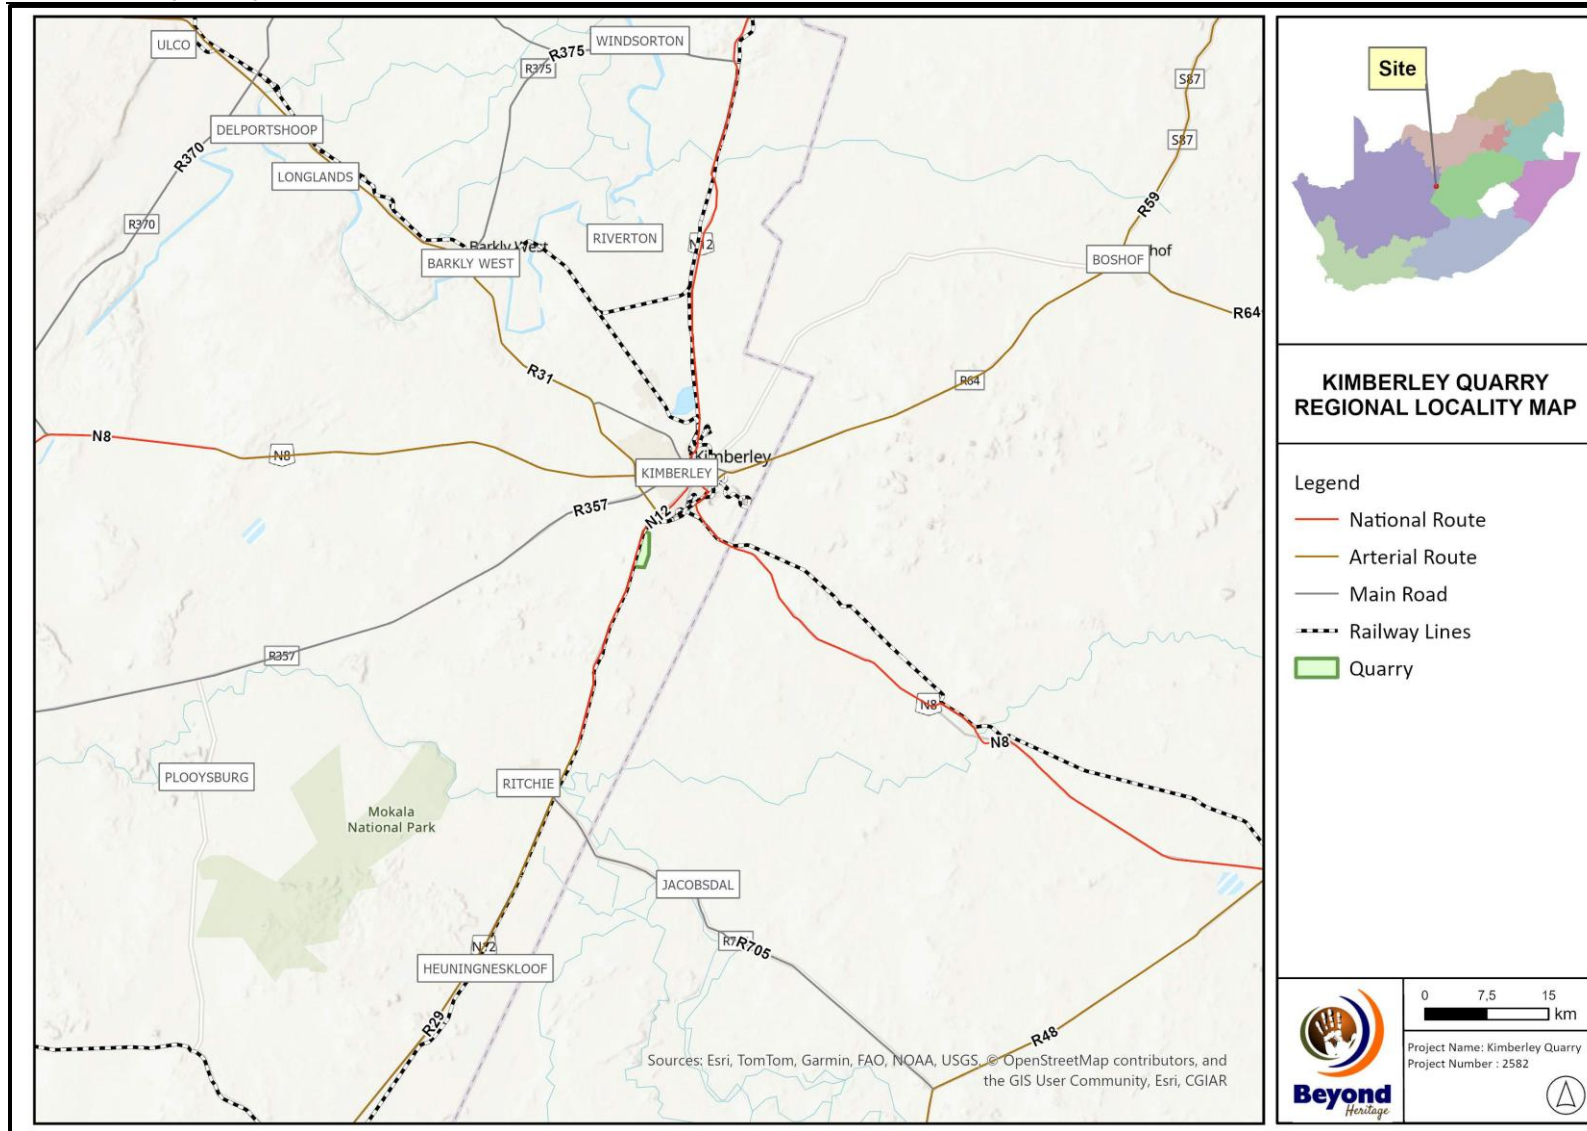 ULCO
WINDSORTON
R375
R375
S87
DELPORTSHOOP
S87
R370
LONGLANDS
R370
R59
RIVERTON
N12
Barkly West
BARKLY WEST
BOSHOF
hof
R64
R31
R64
N8
N8
Kimberley
KIMBERLEY
R357
N12
R357
N8
N8
PLOOYSBURG
RITCHIE
Mokala
National Park
JACOBSDAL
R705
N12
HEUNINGNESKLOOF
R29
R48
Sources: Esri, TomTom, Garmin, FAO, NOAA, USGS, © OpenStreetMap contributors, and
the GIS User Community, Esri, CGIAR
Site
KIMBERLEY QUARRY
REGIONAL LOCALITY MAP
Legend
National Route
Arterial Route
Main Road
Railway Lines
Quarry
Beyond
Heritage
0 7,5 15
km
Project Name: Kimberley Quarry
Project Number : 2582